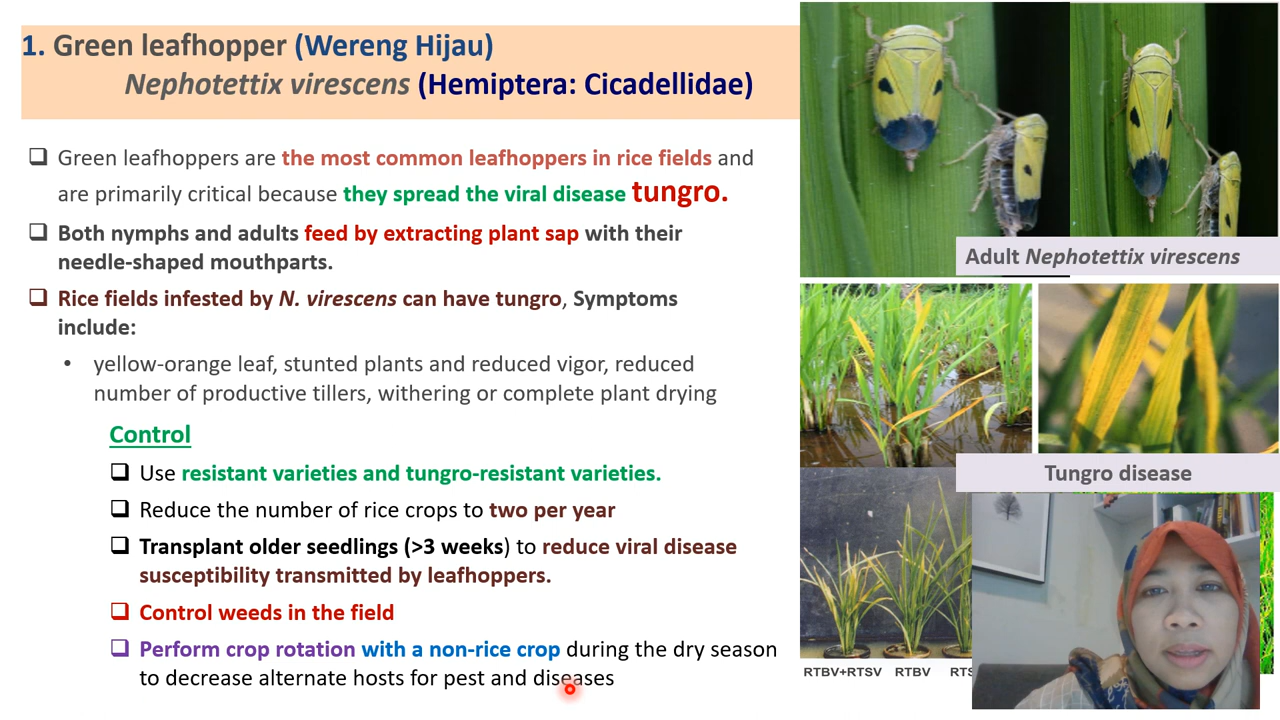 1. Green leafhopper (Wereng Hijau)
Nephotettix virescens (Hemiptera: Cicadellidae)
Green leafhoppers are the most common leafhoppers in rice fields and
are primarily critical because they spread the viral disease tungro.
Both nymphs and adults feed by extracting plant sap with their
needle-shaped mouthparts.
Rice fields infested by N. virescens can have tungro, Symptoms
include:
• yellow-orange leaf, stunted plants and reduced vigor, reduced
number of productive tillers, withering or complete plant drying
Control
Use resistant varieties and tungro-resistant varieties.
Reduce the number of rice crops to two per year
Transplant older seedlings (>3 weeks) to reduce viral disease
susceptibility transmitted by leafhoppers.
Control weeds in the field
Perform crop rotation with a non-rice crop during the dry season
to decrease alternate hosts for pest and diseases
Adult Nephotettix virescens
Tungro disease
RTBV+RTSV RTBV